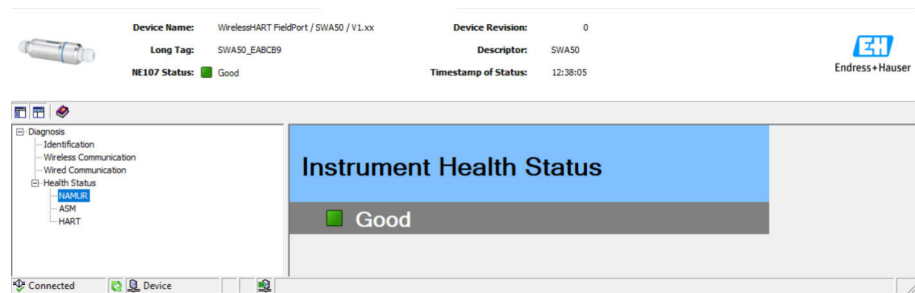 Device Name: WirelessHART FieldPort / SWA50 / V1.xx Device Revision: 0
Long Tag: SWA50_EABCB9 Descriptor: SWA50
NE107 Status: Good Timestamp of Status: 12:38:05
EH
Endress+Hauser
Diagnosis
Identification
Wireless Communication
Wired Communication
Health Status
NAMUR
ASM
HART
Instrument Health Status
Good
Connected Device